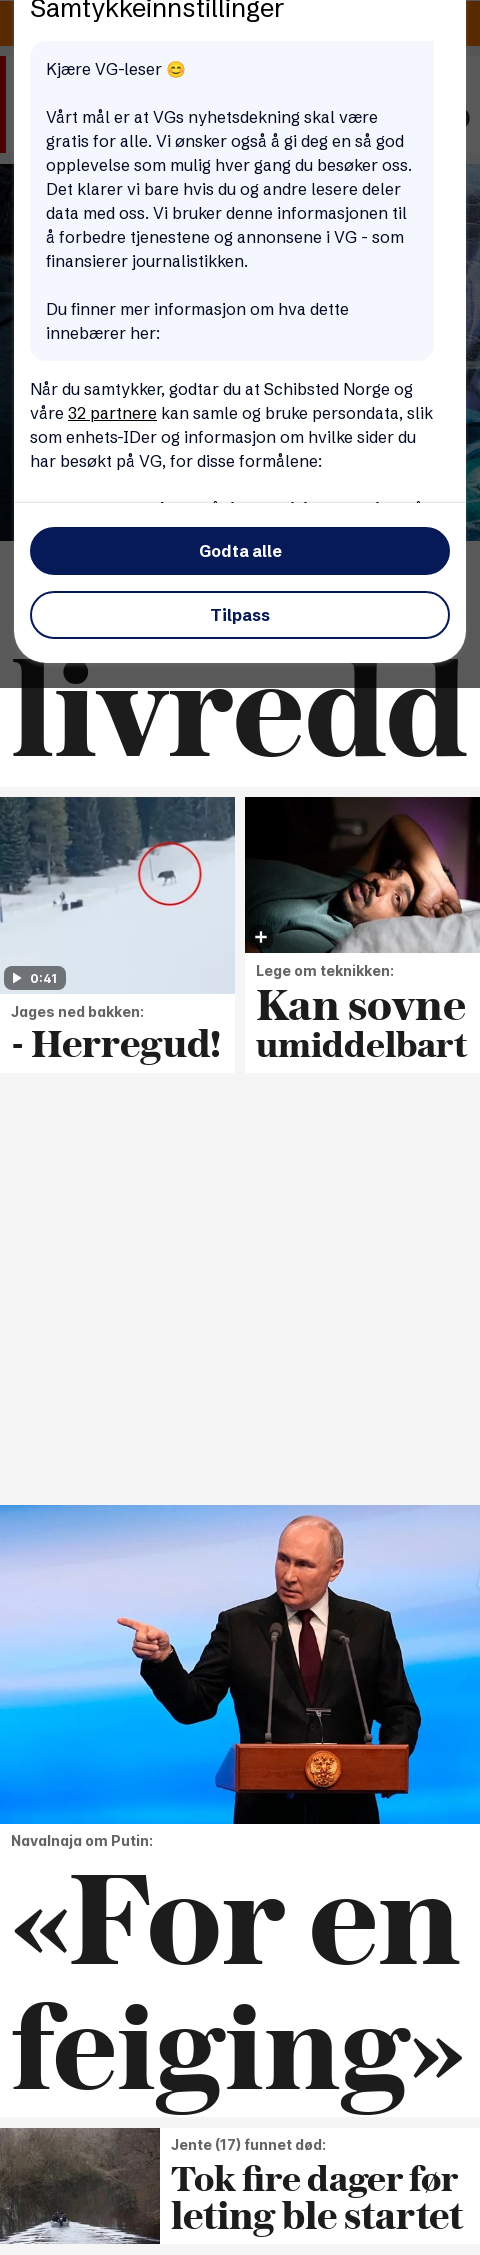 Samtykkeinnstillinger
Kjære VG-leser 😊
Vårt mål er at VGs nyhetsdekning skal være
gratis for alle. Vi ønsker også å gi deg en så god
opplevelse som mulig hver gang du besøker oss.
Det klarer vi bare hvis du og andre lesere deler
data med oss. Vi bruker denne informasjonen til
å forbedre tjenestene og annonsene i VG - som
finansierer journalistikken.
Du finner mer informasjon om hva dette
innebærer her:
Når du samtykker, godtar du at Schibsted Norge og
våre 32 partnere kan samle og bruke persondata, slik
som enhets-IDer og informasjon om hvilke sider du
har besøkt på VG, for disse formålene:
Godta alle
Tilpass
livredd
0:41
Jages ned bakken:
- Herregud!
Lege om teknikken:
Kan sovne
umiddelbart
Navalnaja om Putin:
«For en
feiging»
Jente (17) funnet død:
Tok fire dager før
leting ble startet